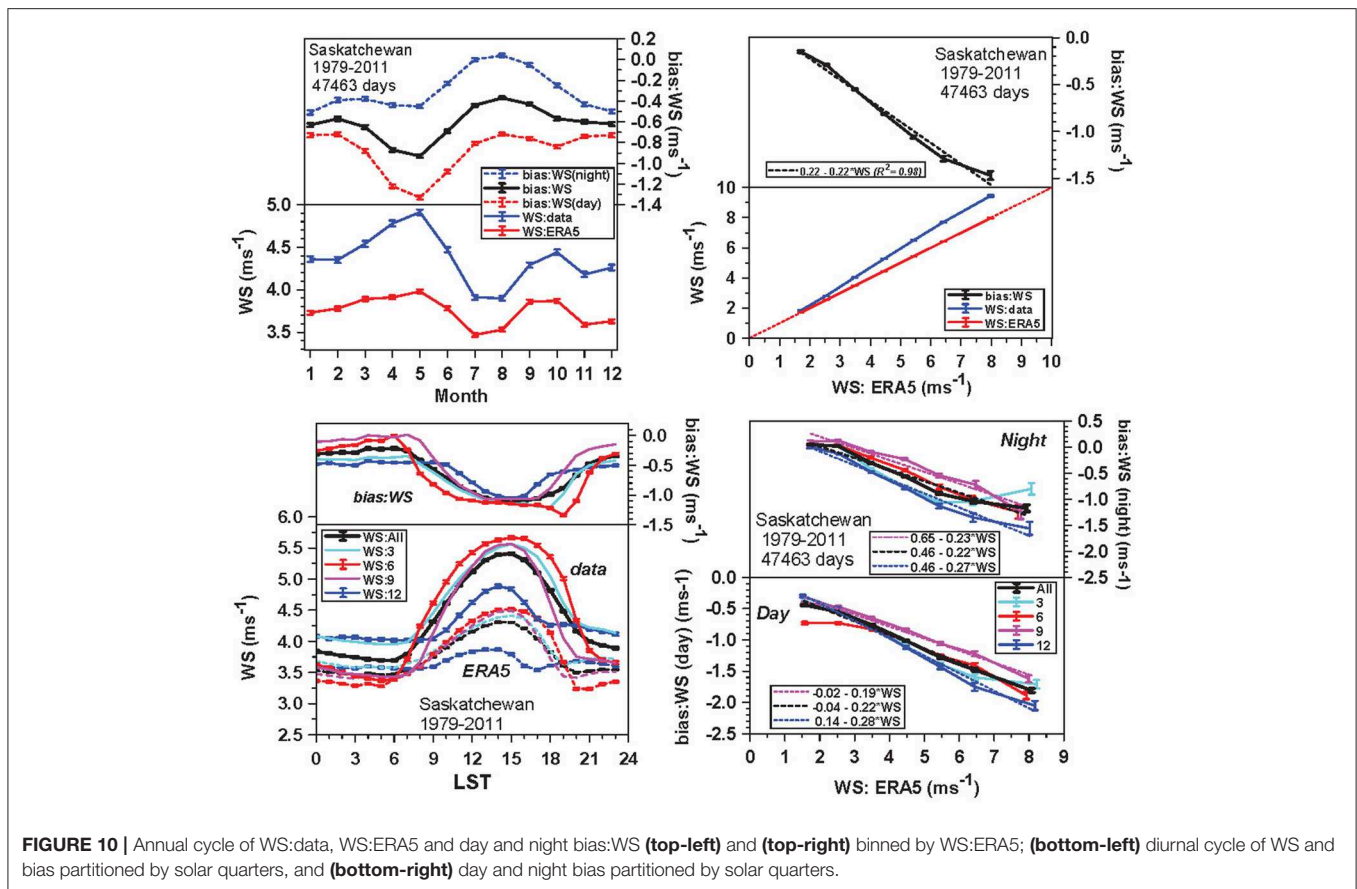 Saskatchewan
1979-2011
47463 days
0.2
0.0
-0.2
-0.4
-0.6
-0.8
-1.0
-1.2
-1.4
bias:WS (ms⁻¹)
bias:WS(night)
bias:WS
bias:WS(day)
WS:data
WS:ERA5
5.0
4.5
4.0
3.5
WS (ms⁻¹)
1 2 3 4 5 6 7 8 9 10 11 12
Month
Saskatchewan
1979-2011
47463 days
0.0
-0.5
-1.0
-1.5
bias:WS (ms⁻¹)
0.22 - 0.22*WS (R²= 0.98)
10
8
6
4
2
0
WS (ms⁻¹)
bias:WS
WS:data
WS:ERA5
0 1 2 3 4 5 6 7 8 9 10
WS: ERA5 (ms⁻¹)
0.0
-0.5
-1.0
-1.5
bias:WS (ms⁻¹)
bias:WS
6.0
5.5
5.0
4.5
4.0
3.5
3.0
2.5
WS (ms⁻¹)
WS:All
WS:3
WS:6
WS:9
WS:12
data
ERA5
Saskatchewan
1979-2011
0 3 6 9 12 15 18 21 24
LST
Night
0.5
0.0
-0.5
-1.0
-1.5
-2.0
-2.5
bias:WS (night) (ms-1)
Saskatchewan
1979-2011
47463 days
0.65 - 0.23*WS
0.46 - 0.22*WS
0.46 - 0.27*WS
0.0
-0.5
-1.0
-1.5
-2.0
-2.5
bias:WS (day) (ms-1)
Day
All
3
6
9
12
-0.02 - 0.19*WS
-0.04 - 0.22*WS
0.14 - 0.28*WS
0 1 2 3 4 5 6 7 8 9
WS: ERA5 (ms⁻¹)
FIGURE 10 | Annual cycle of WS:data, WS:ERA5 and day and night bias:WS (top-left) and (top-right) binned by WS:ERA5; (bottom-left) diurnal cycle of WS and
bias partitioned by solar quarters, and (bottom-right) day and night bias partitioned by solar quarters.